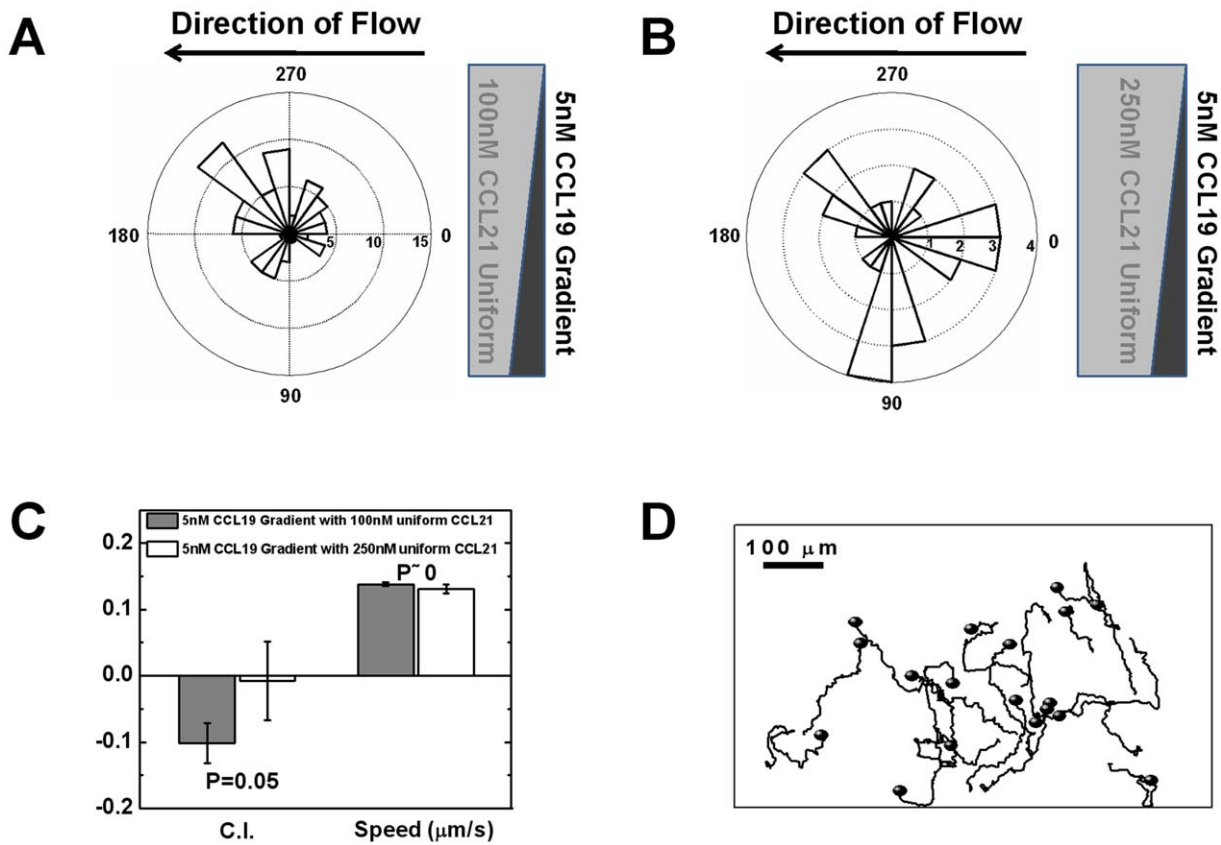 A
Direction of Flow
270
180
0
5
10
15
90
100nM CCL21 Uniform
5nM CCL19 Gradient
B
Direction of Flow
270
180
0
1
2
3
4
90
250nM CCL21 Uniform
5nM CCL19 Gradient
C
5nM CCL19 Gradient with 100nM uniform CCL21
5nM CCL19 Gradient with 250nM uniform CCL21
0.2
0.1
0.0
-0.1
-0.2
P~0
P=0.05
C.I.
Speed (μm/s)
D
100 μm